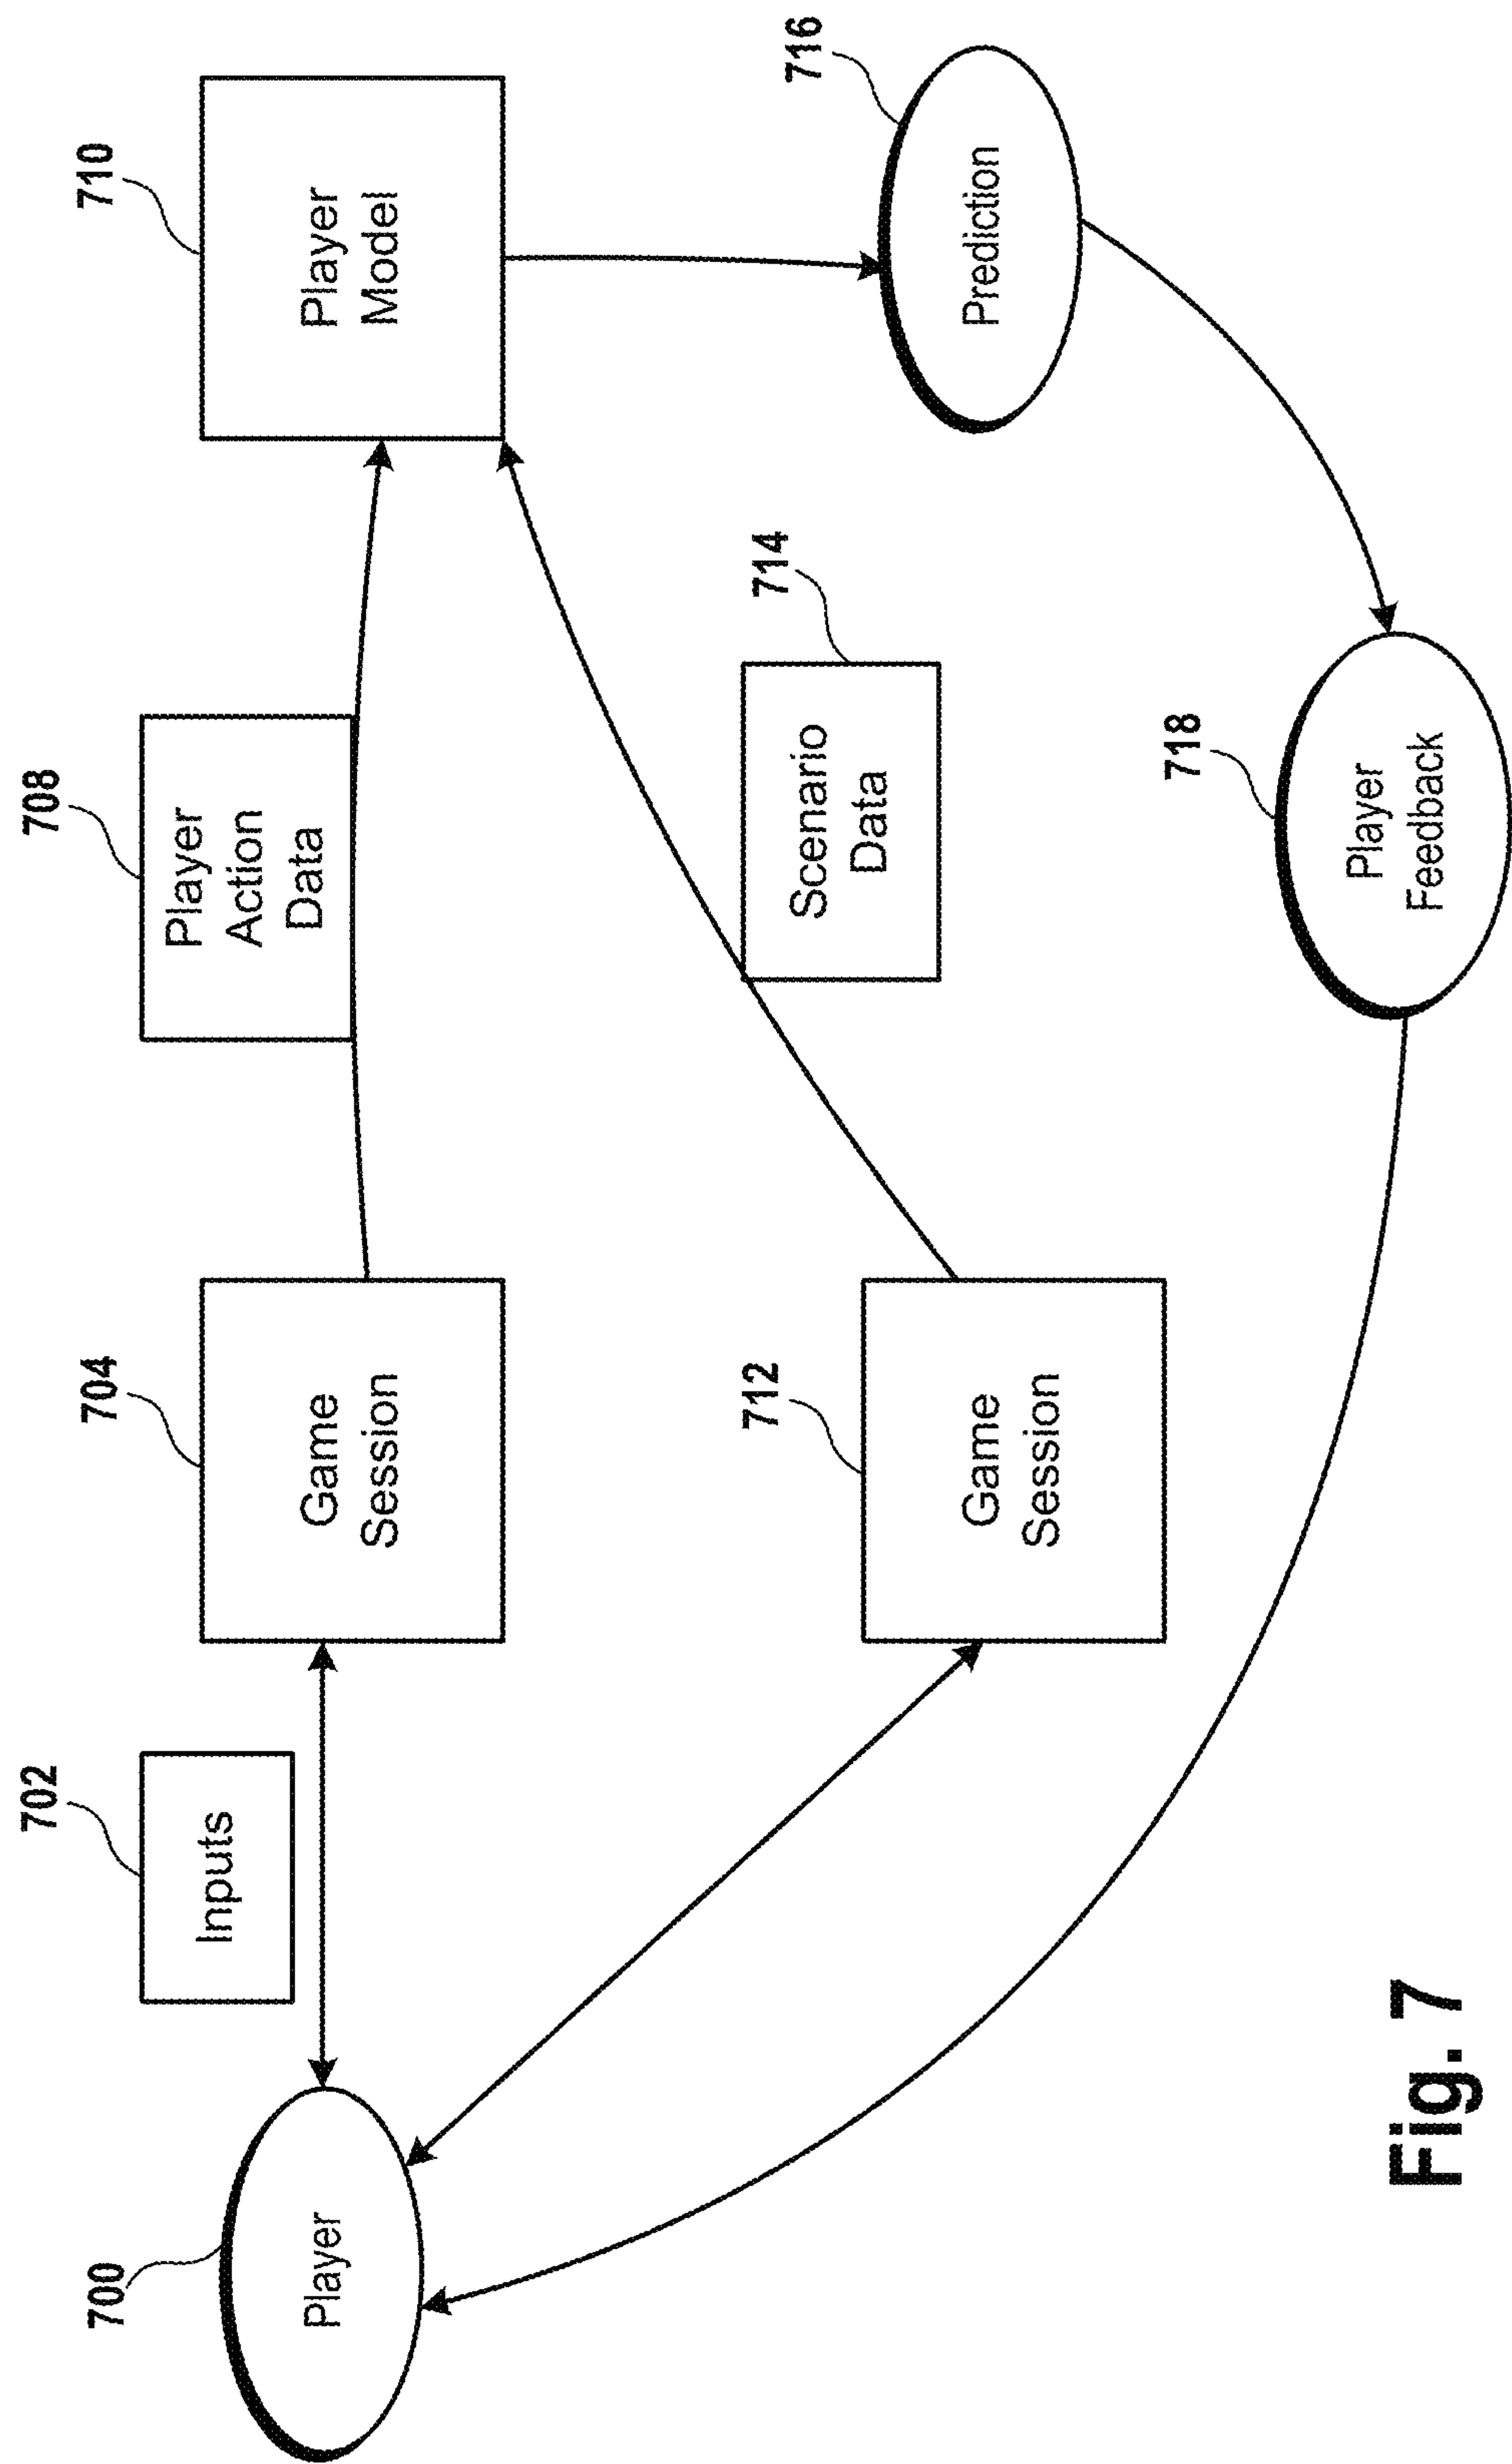 700
Player
702
Inputs
704
Game
Session
708
Player
Action
Data
710
Player
Model
712
Game
Session
714
Scenario
Data
716
Prediction
718
Player
Feedback
Fig. 7